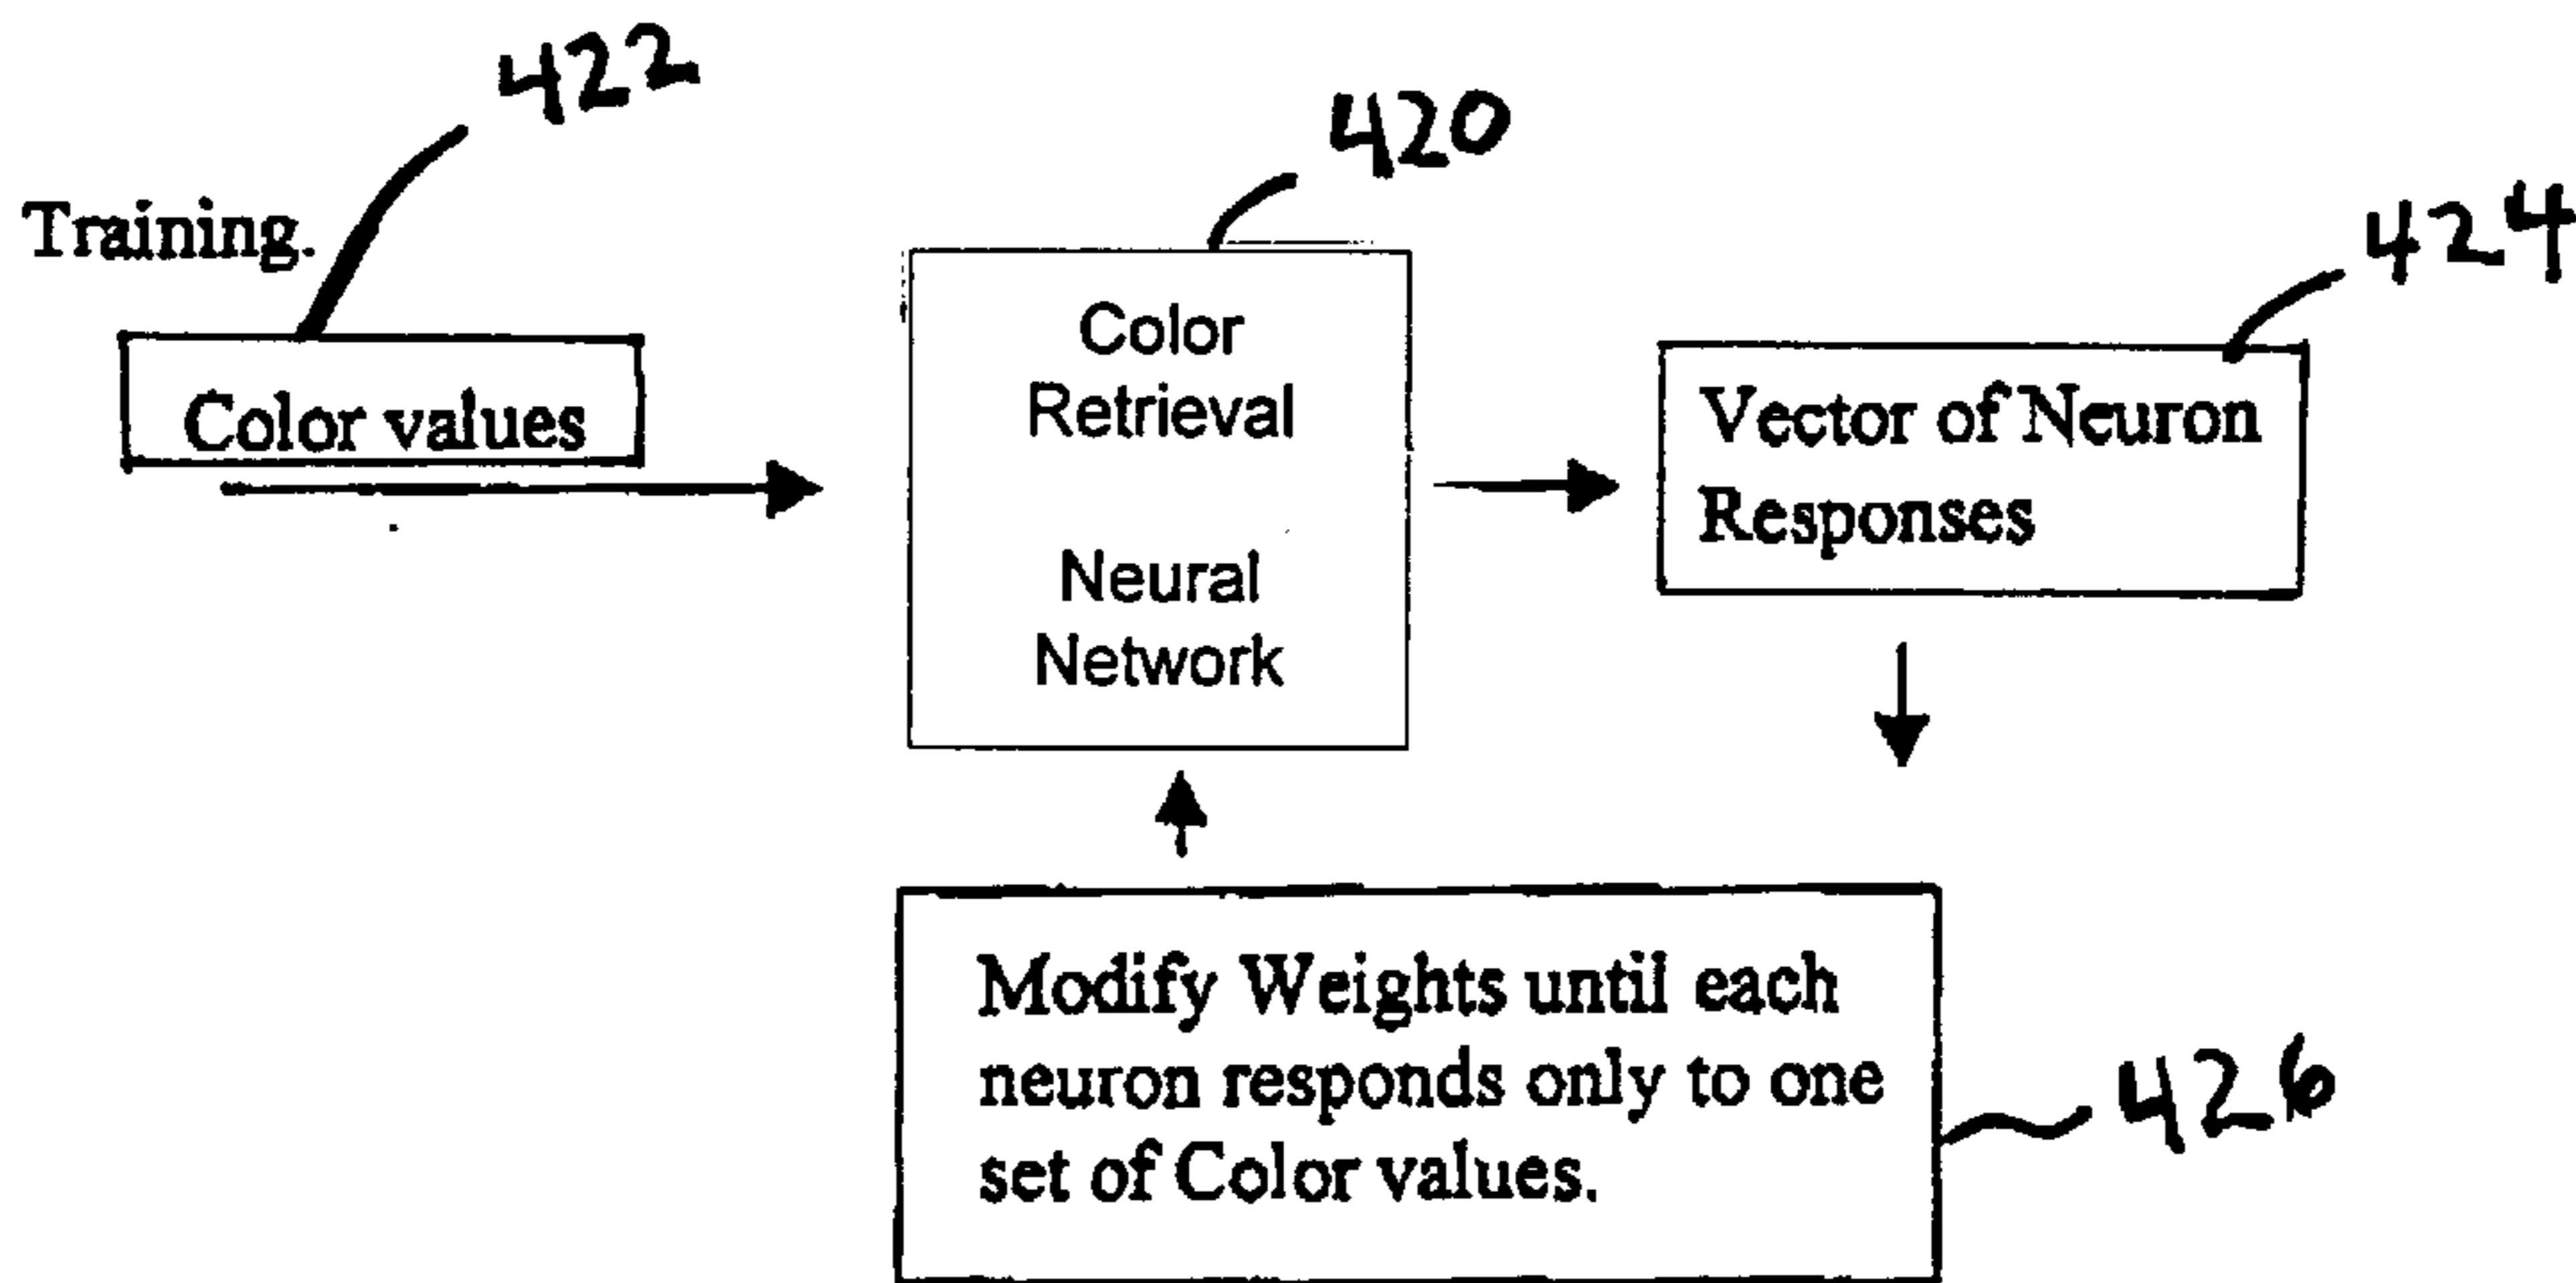 422
420
424
Training.
Color values
Color
Retrieval
Neural
Network
Vector of Neuron
Responses
Modify Weights until each
neuron responds only to one
set of Color values.
426